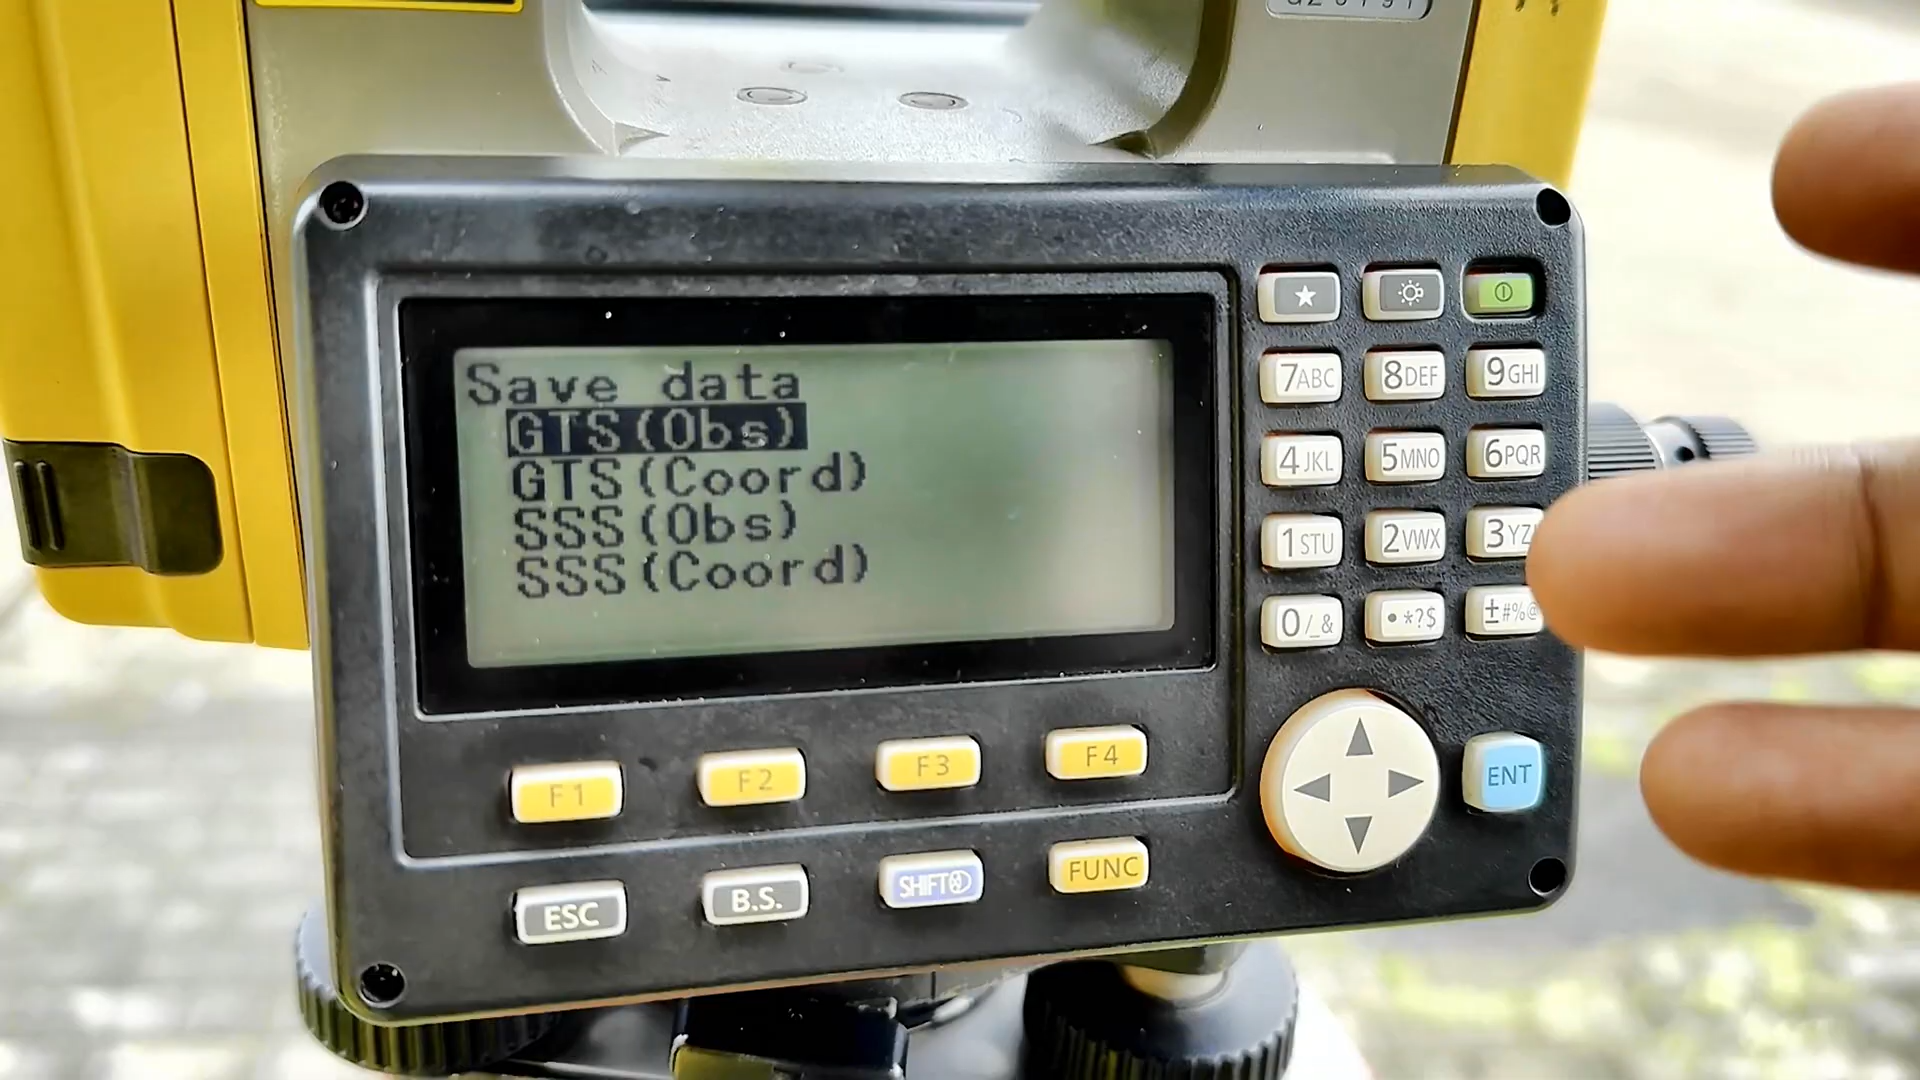 Save data
GTS(Obs)
GTS(Coord)
SSS(Obs)
SSS(Coord)
7ABC 8DEF 9GHI
4JKL 5MNO 6PQR
1STU 2VWX 3YZ
0/_& •*?$ ±#%@
F1 F2 F3 F4
ENT
ESC B.S. SHIFT FUNC